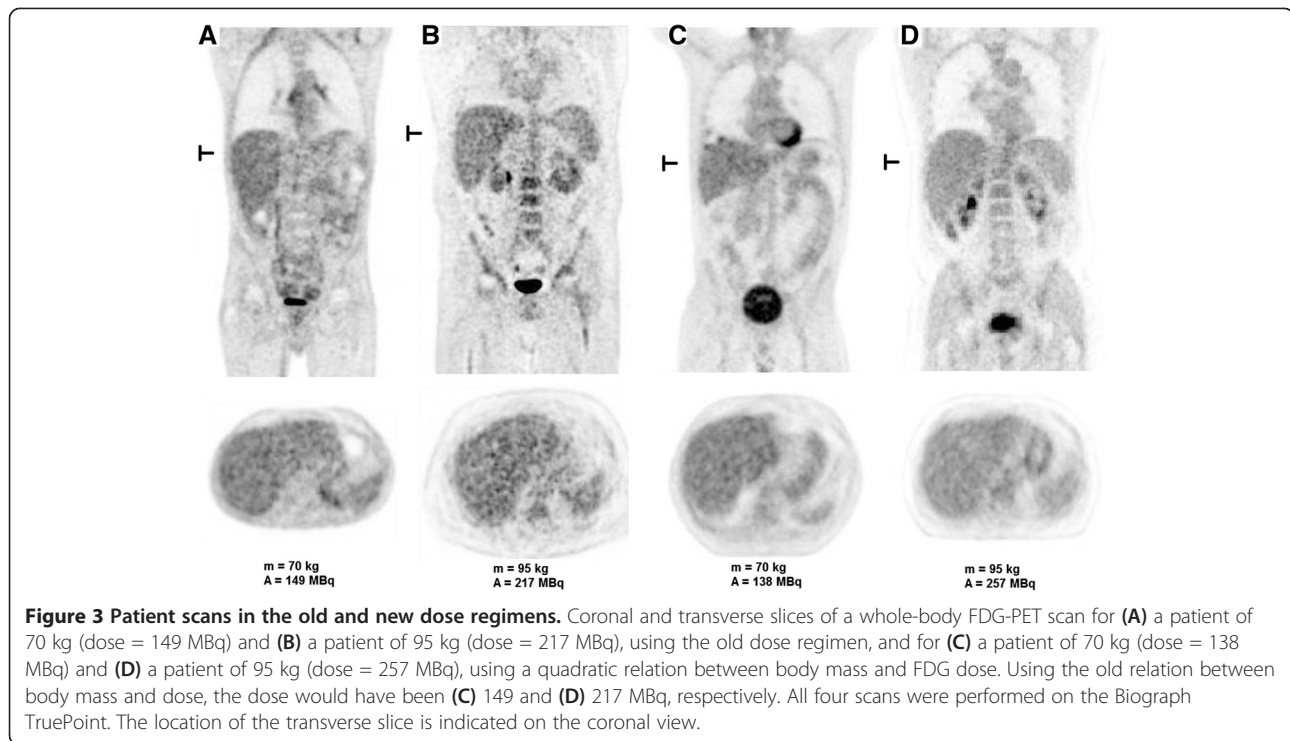 A
B
C
D
m = 70 kg
A = 149 MBq
m = 95 kg
A = 217 MBq
m = 70 kg
A = 138 MBq
m = 95 kg
A = 257 MBq
Figure 3 Patient scans in the old and new dose regimens. Coronal and transverse slices of a whole-body FDG-PET scan for (A) a patient of
70 kg (dose = 149 MBq) and (B) a patient of 95 kg (dose = 217 MBq), using the old dose regimen, and for (C) a patient of 70 kg (dose = 138
MBq) and (D) a patient of 95 kg (dose = 257 MBq), using a quadratic relation between body mass and FDG dose. Using the old relation between
body mass and dose, the dose would have been (C) 149 and (D) 217 MBq, respectively. All four scans were performed on the Biograph
TruePoint. The location of the transverse slice is indicated on the coronal view.